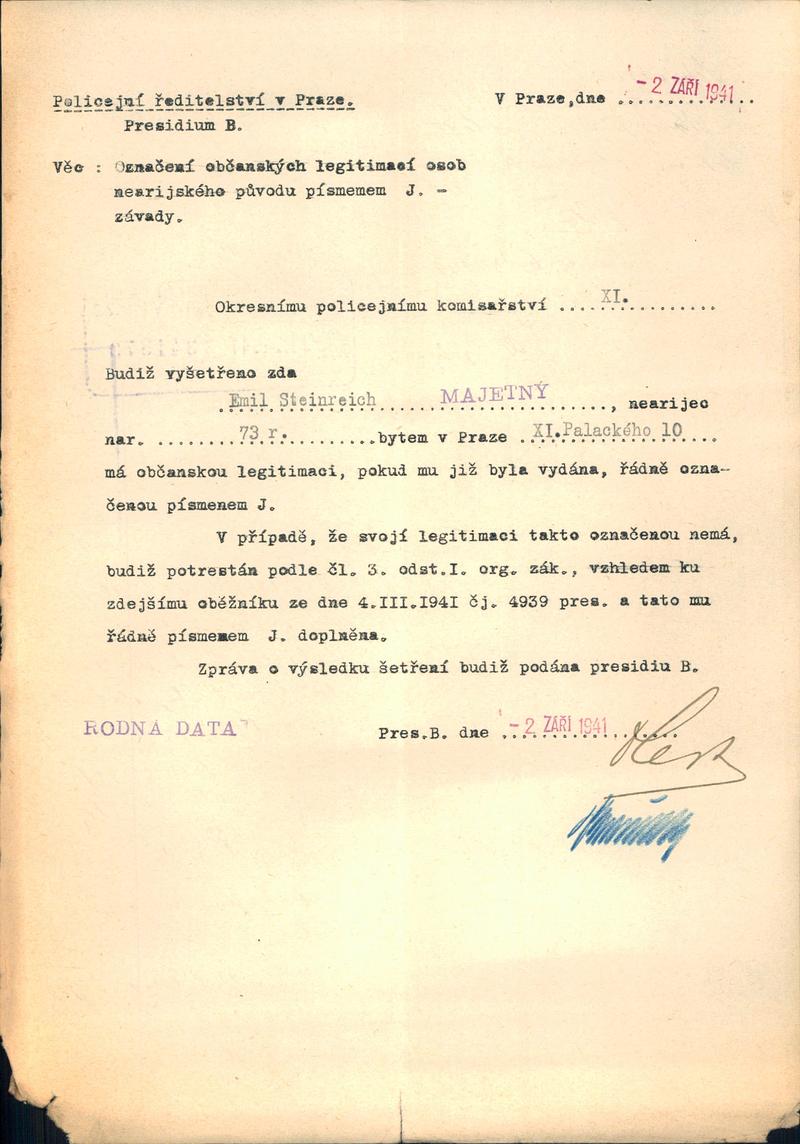 Policejní ředitelství v Praze.
V Praze, dne - 2 ZÁŘÍ 1941
Presidium B.
Věc : Označení občanských legitimací osob
nearijského původu písmemem J. -
závady.
Okresnímu policejnímu komisařství ....XI.............
Budiž vyšetřeno zda
Emil Steinreich MAJETNÝ, nearijec
nar. ........73 r...........bytem v Praze ..XI.Palackého 10....
má občanskou legitimaci, pokud mu již byla vydána, řádně ozna-
čenou písmenem J.
V případě, že svojí legitimaci takto označenou nemá,
budiž potrestán podle čl. 3. odst.I. org. zák., vzhledem ku
zdejšímu oběžníku ze dne 4.III.1941 čj. 4939 pres. a tato mu
řádně písmenem J. doplněna.
Zpráva o výsledku šetření budiž podána presidiu B.
RODNÁ DATA
Pres.B. dne - 2 ZÁŘÍ 1941